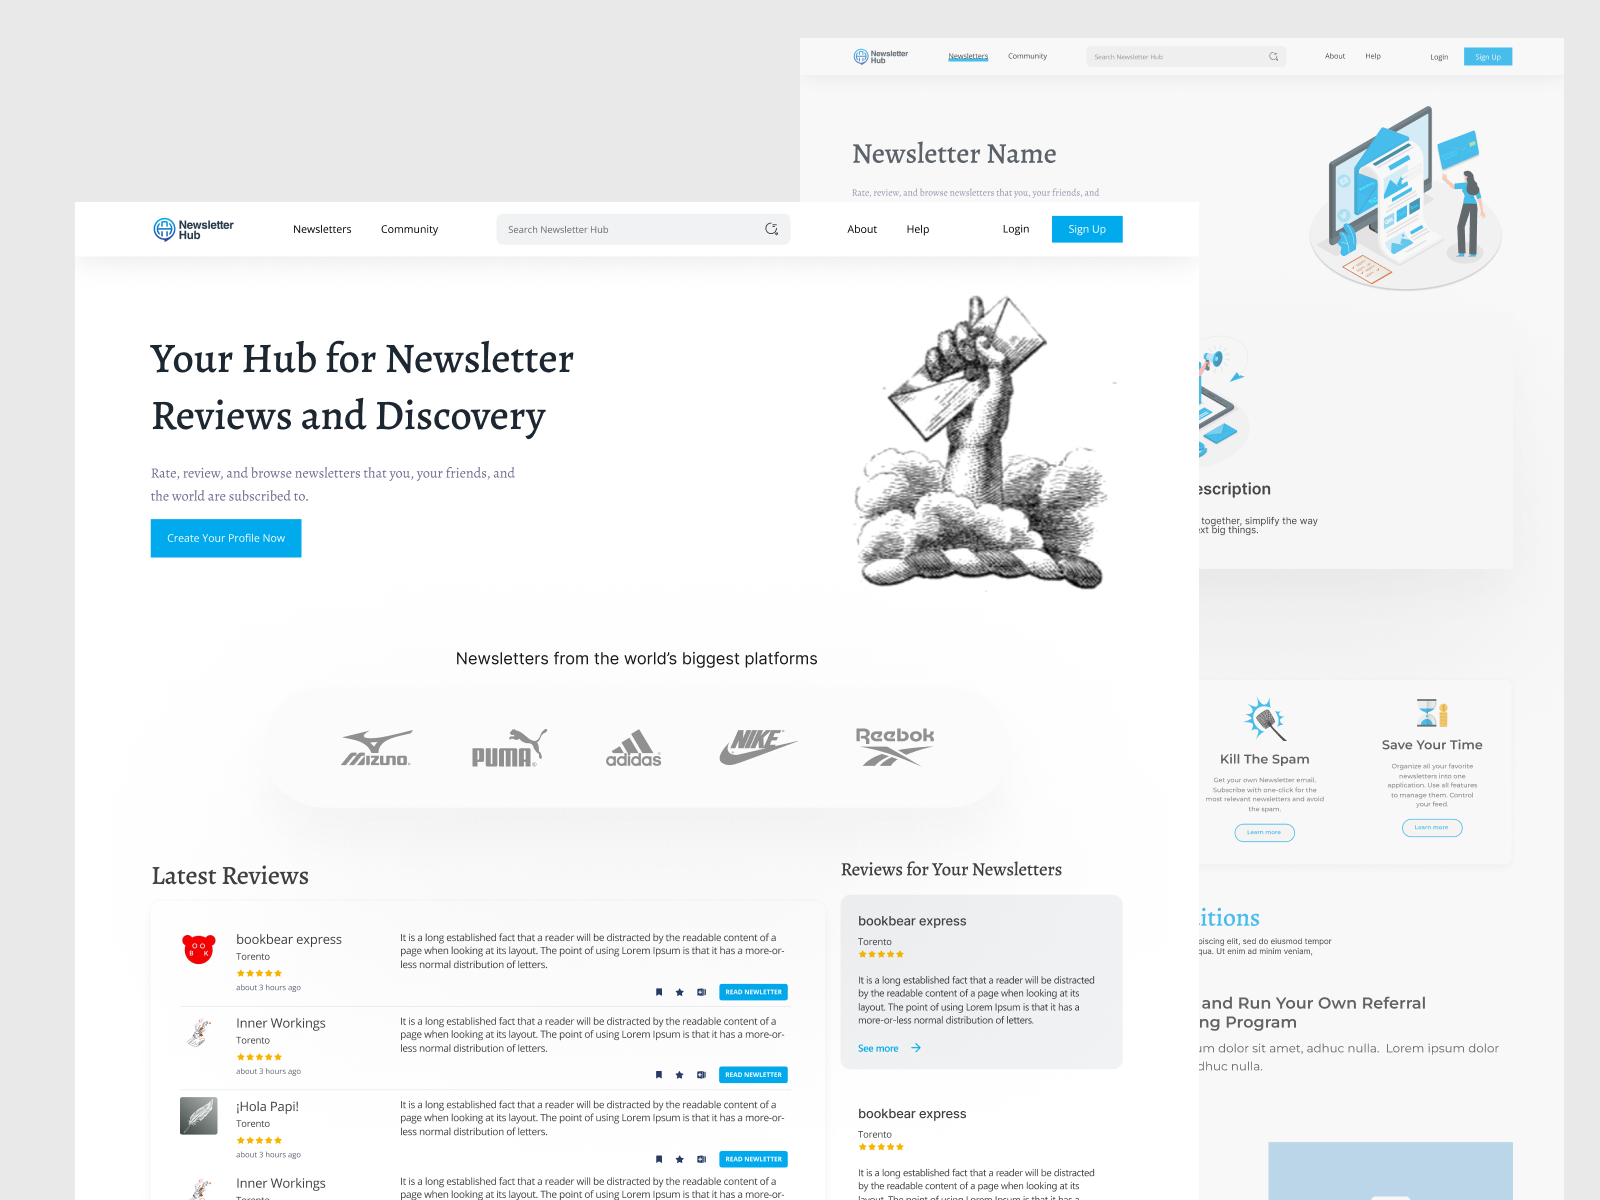 Newsletter
Hub
Newsletters
Community
Search Newsletter Hub
About
Help
Login
Sign Up
Newsletter Name
Rate, review, and browse newsletters that you, your friends, and
Newsletter
Hub
Newsletters
Community
Search Newsletter Hub
About
Help
Login
Sign Up
Your Hub for Newsletter
Reviews and Discovery
Rate, review, and browse newsletters that you, your friends, and
the world are subscribed to.
Create Your Profile Now
Newsletters from the world's biggest platforms
MIZUNO
PUMA
adidas
NIKE
Reebok
Latest Reviews
bookbear express
Torento
about 3 hours ago
It is a long established fact that a reader will be distracted by the readable content of a
page when looking at its layout. The point of using Lorem Ipsum is that it has a more-or-
less normal distribution of letters.
READ NEWLETTER
BOOK
Inner Workings
Torento
about 3 hours ago
It is a long established fact that a reader will be distracted by the readable content of a
page when looking at its layout. The point of using Lorem Ipsum is that it has a more-or-
less normal distribution of letters.
READ NEWLETTER
¡Hola Papi!
Torento
about 3 hours ago
It is a long established fact that a reader will be distracted by the readable content of a
page when looking at its layout. The point of using Lorem Ipsum is that it has a more-or-
less normal distribution of letters.
READ NEWLETTER
Inner Workings
Torento
It is a long established fact that a reader will be distracted by the readable content of a
page when looking at its layout. The point of using Lorem Ipsum is that it has a more-or-
Reviews for Your Newsletters
bookbear express
Torento
It is a long established fact that a reader will be distracted
by the readable content of a page when looking at its
layout. The point of using Lorem Ipsum is that it has a
more-or-less normal distribution of letters.
See more
bookbear express
Torento
It is a long established fact that a reader will be distracted
by the readable content of a page when looking at its
layout. The point of using Lorem Ipsum is that it has a
escription
together, simplify the way
ext big things.
Kill The Spam
Get your own Newsletter email.
Subscribe with one-click for the
most relevant newsletters and avoid
the spam.
Learn more
Save Your Time
Organize all your favorite
newsletters into one
application. Use all features
to manage them. Control
your feed.
Learn more
itions
piscing elit, sed do eiusmod tempor
qua. Ut enim ad minim veniam,
and Run Your Own Referral
ng Program
um dolor sit amet, adhuc nulla. Lorem ipsum dolor
dhuc nulla.